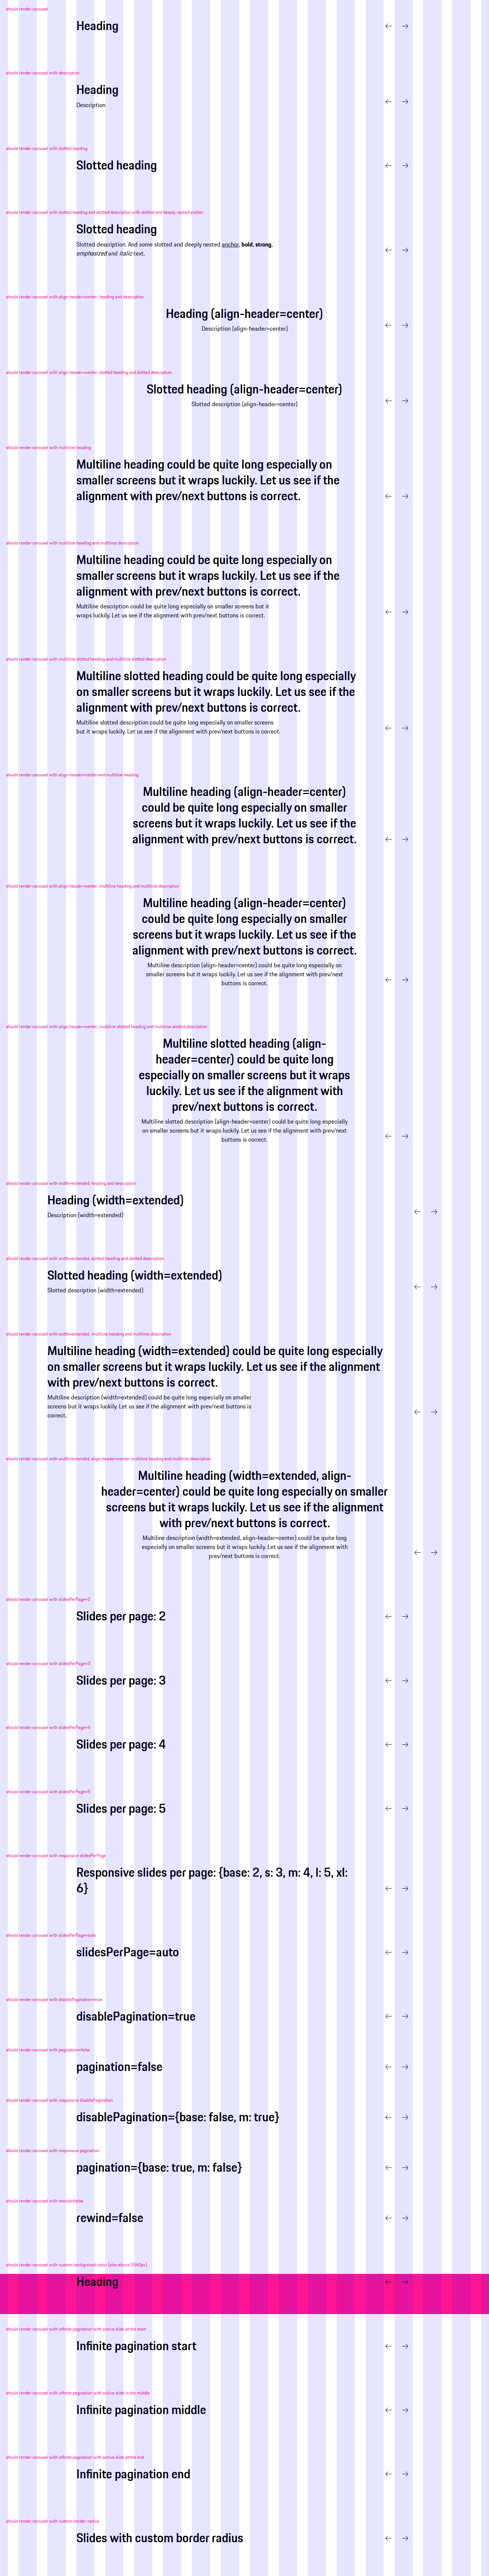 should render carousel
Heading
← →
should render carousel with description
Heading
Description
← →
should render carousel with slotted heading
Slotted heading
← →
should render carousel with slotted heading and slotted description with slotted and deeply nested anchor
Slotted heading
Slotted description. And some slotted and deeply nested anchor, bold, strong,
emphasized and italic text.
← →
should render carousel with align-header=center, heading and description
Heading (align-header=center)
Description (align-header=center)
← →
should render carousel with align-header=center, slotted heading and slotted description
Slotted heading (align-header=center)
Slotted description (align-header=center)
← →
should render carousel with multiline heading
Multiline heading could be quite long especially on
smaller screens but it wraps luckily. Let us see if the
alignment with prev/next buttons is correct.
← →
should render carousel with multiline heading and multiline description
Multiline heading could be quite long especially on
smaller screens but it wraps luckily. Let us see if the
alignment with prev/next buttons is correct.
Multiline description could be quite long especially on smaller screens but it
wraps luckily. Let us see if the alignment with prev/next buttons is correct.
← →
should render carousel with multiline slotted heading and multiline slotted description
Multiline slotted heading could be quite long especially
on smaller screens but it wraps luckily. Let us see if the
alignment with prev/next buttons is correct.
Multiline slotted description could be quite long especially on smaller screens
but it wraps luckily. Let us see if the alignment with prev/next buttons is correct.
← →
should render carousel with align-header=center and multiline heading
Multiline heading (align-header=center)
could be quite long especially on smaller
screens but it wraps luckily. Let us see if the
alignment with prev/next buttons is correct.
← →
should render carousel with align-header=center, multiline heading and multiline description
Multiline heading (align-header=center)
could be quite long especially on smaller
screens but it wraps luckily. Let us see if the
alignment with prev/next buttons is correct.
Multiline description (align-header=center) could be quite long especially on
smaller screens but it wraps luckily. Let us see if the alignment with prev/next
buttons is correct.
← →
should render carousel with align-header=center, multiline slotted heading and multiline slotted description
Multiline slotted heading (align-
header=center) could be quite long
especially on smaller screens but it wraps
luckily. Let us see if the alignment with
prev/next buttons is correct.
Multiline slotted description (align-header=center) could be quite long especially
on smaller screens but it wraps luckily. Let us see if the alignment with prev/next
buttons is correct.
← →
should render carousel with width=extended, heading and description
Heading (width=extended)
Description (width=extended)
← →
should render carousel with width=extended, slotted heading and slotted description
Slotted heading (width=extended)
Slotted description (width=extended)
← →
should render carousel with width=extended, multiline heading and multiline description
Multiline heading (width=extended) could be quite long especially
on smaller screens but it wraps luckily. Let us see if the alignment
with prev/next buttons is correct.
Multiline description (width=extended) could be quite long especially on smaller
screens but it wraps luckily. Let us see if the alignment with prev/next buttons is
correct.
← →
should render carousel with width=extended, align-header=center multiline heading and multiline description
Multiline heading (width=extended, align-
header=center) could be quite long especially on smaller
screens but it wraps luckily. Let us see if the alignment
with prev/next buttons is correct.
Multiline description (width=extended, align-header=center) could be quite long
especially on smaller screens but it wraps luckily. Let us see if the alignment with
prev/next buttons is correct.
← →
should render carousel with slidesPerPage=2
Slides per page: 2
← →
should render carousel with slidesPerPage=3
Slides per page: 3
← →
should render carousel with slidesPerPage=4
Slides per page: 4
← →
should render carousel with slidesPerPage=5
Slides per page: 5
← →
should render carousel with responsive slidesPerPage
Responsive slides per page: {base: 2, s: 3, m: 4, l: 5, xl:
6}
← →
should render carousel with slidesPerPage=auto
slidesPerPage=auto
← →
should render carousel with disablePagination=true
disablePagination=true
← →
should render carousel with pagination=false
pagination=false
← →
should render carousel with responsive disablePagination
disablePagination={base: false, m: true}
← →
should render carousel with responsive pagination
pagination={base: true, m: false}
← →
should render carousel with rewind=false
rewind=false
← →
should render carousel with custom background-color (also above 2560px)
Heading
← →
should render carousel with infinite pagination with active slide at the start
Infinite pagination start
← →
should render carousel with infinite pagination with active slide in the middle
Infinite pagination middle
← →
should render carousel with infinite pagination with active slide at the end
Infinite pagination end
← →
should render carousel with custom border-radius
Slides with custom border radius
← →